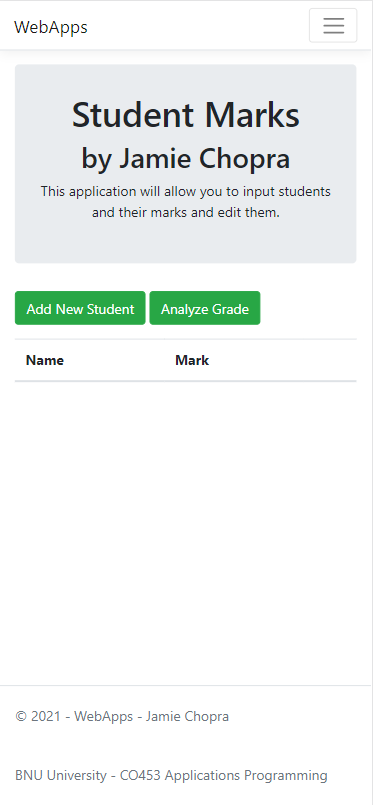 WebApps
Student Marks
by Jamie Chopra
This application will allow you to input students
and their marks and edit them.
Add New Student Analyze Grade
Name Mark
© 2021 - WebApps - Jamie Chopra
BNU University - CO453 Applications Programming